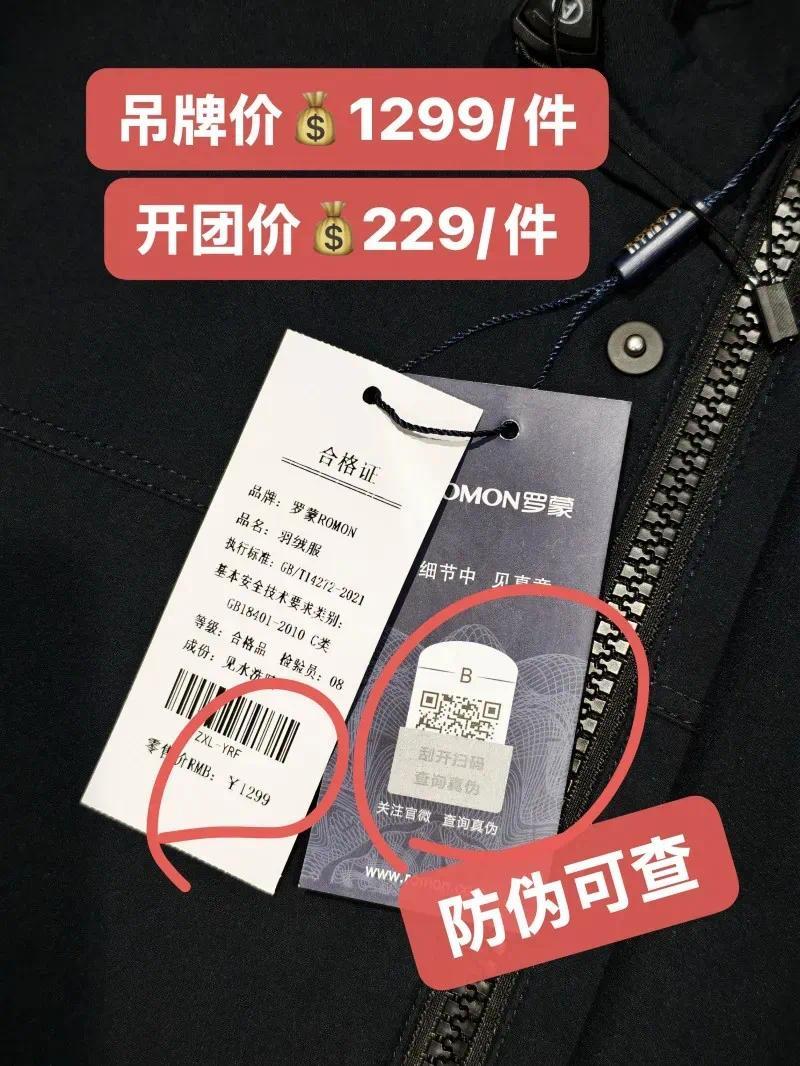 吊牌价💰1299/件
开团价💰229/件
合格证
品牌：罗蒙ROMON
品名：羽绒服
执行标准：GB/T14272-2021
基本安全技术要求类别：
GB18401-2010 C类
等级：合格品 检验员：08
成份：见水洗
ZXL-YRF
零售价RMB：￥1299
OMON罗蒙
细节中 见真章
B
刮开扫码
查询真伪
关注官微 查询真伪
www.romon.co
防伪可查